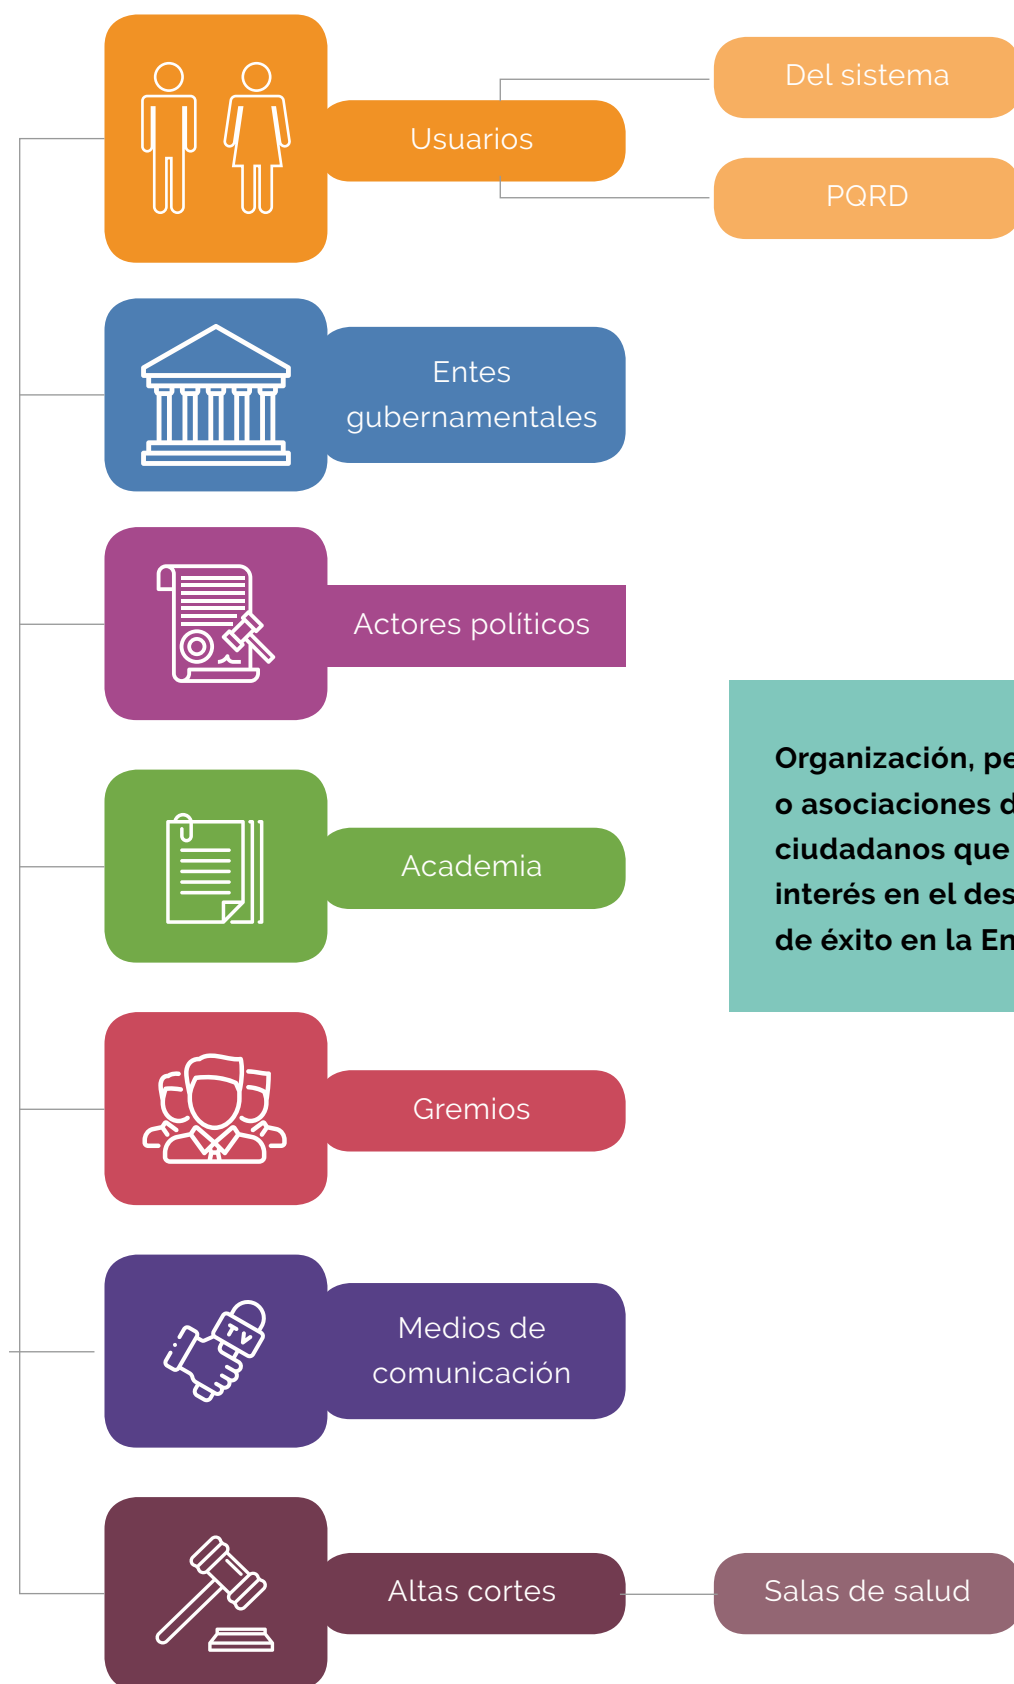 Del sistema
Usuarios
PQRD
Entes
gubernamentales
Actores políticos
Organización,
o asociaciones
ciudadanos que
interés en el
de éxito en la
Academia
Gremios
TV
Medios de
comunicación
Altas cortes
Salas de salud